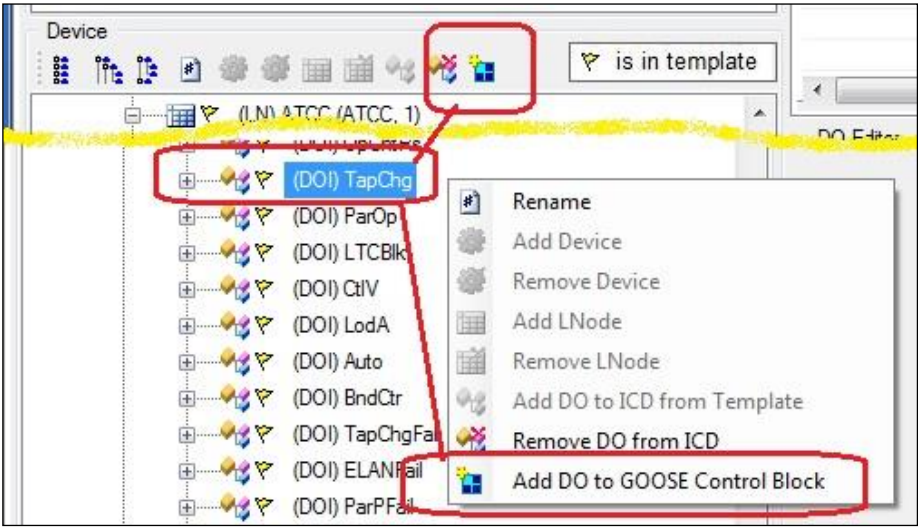 Device
is in template
(LN) ATCC (ATCC, 1)
DO Editor
(DOI) TapChg
(DOI) ParOp
(DOI) LTCBlk
(DOI) CtlV
(DOI) LodA
(DOI) Auto
(DOI) BndCtr
(DOI) TapChgFail
(DOI) ELANFail
(DOI) ParPFail
Rename
Add Device
Remove Device
Add LNode
Remove LNode
Add DO to ICD from Template
Remove DO from ICD
Add DO to GOOSE Control Block